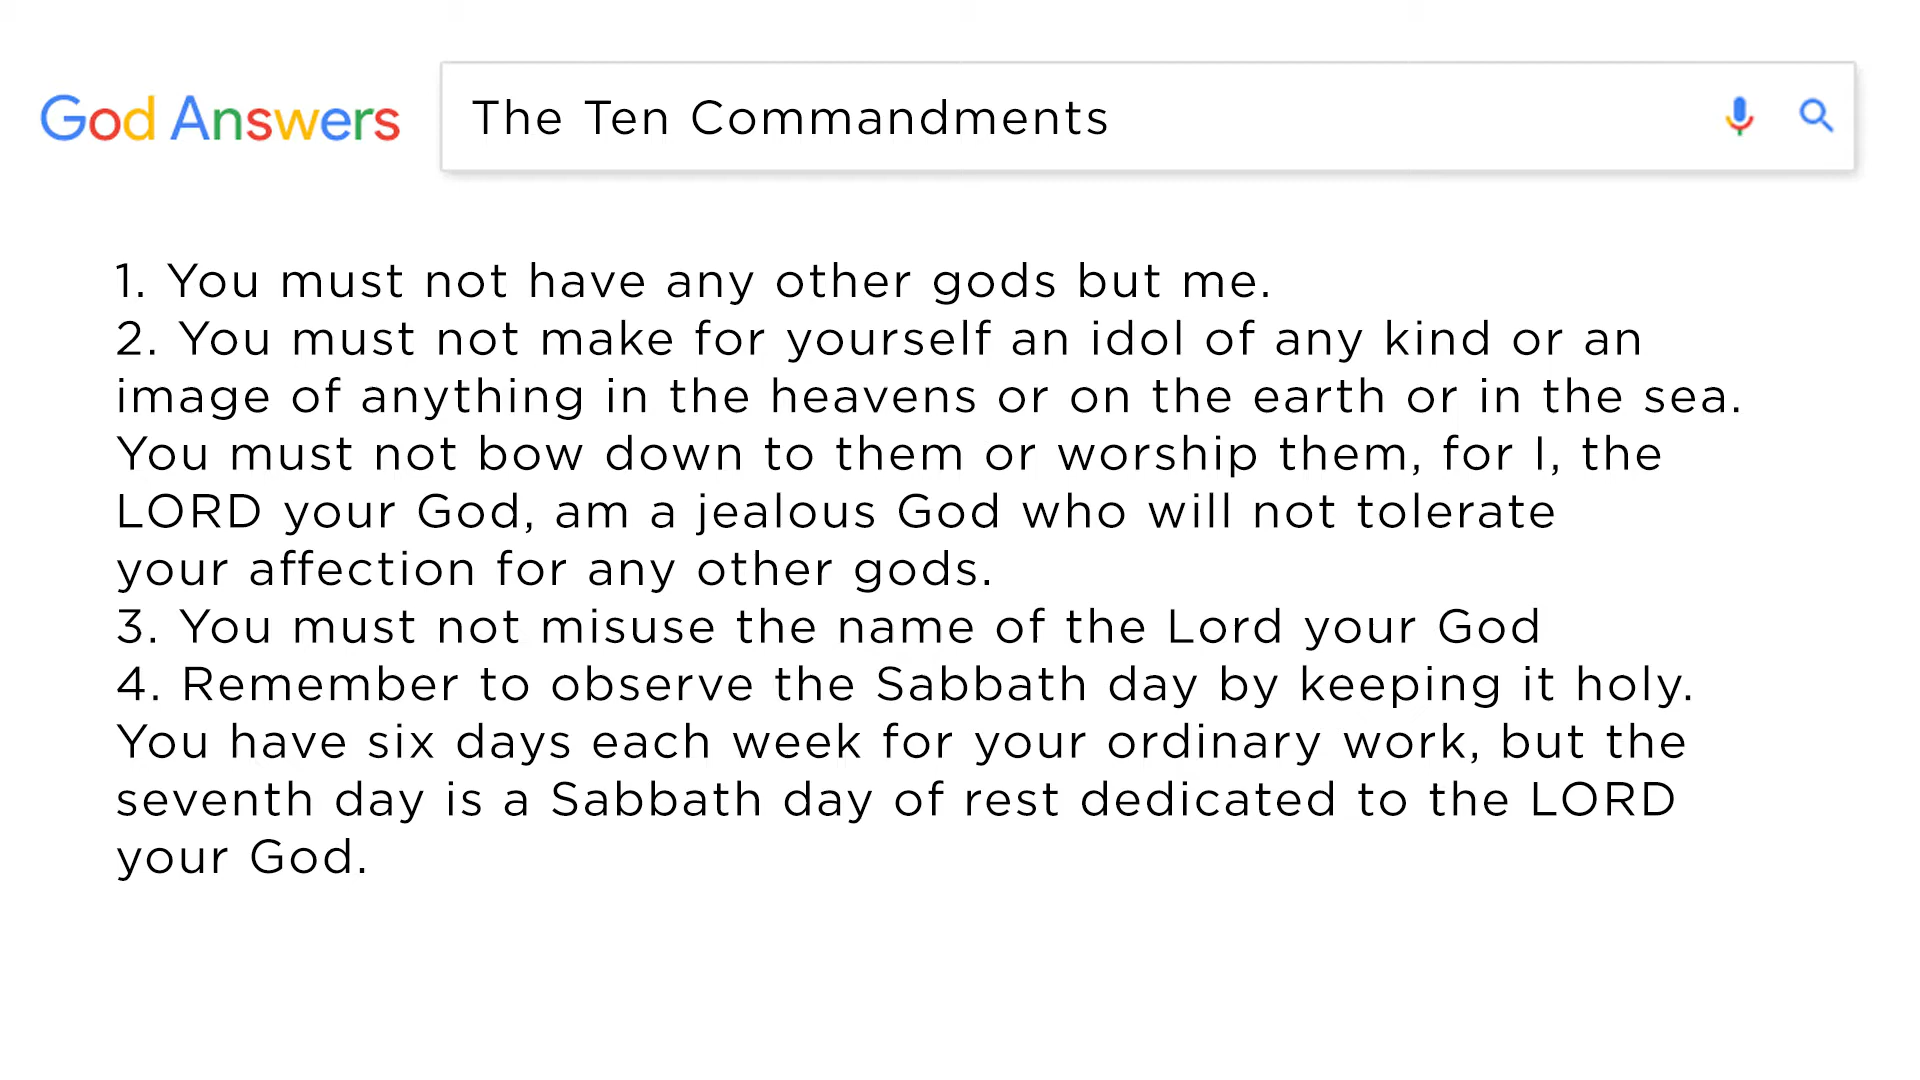 God Answers
The Ten Commandments
1. You must not have any other gods but me.
2. You must not make for yourself an idol of any kind or an
image of anything in the heavens or on the earth or in the sea.
You must not bow down to them or worship them, for I, the
LORD your God, am a jealous God who will not tolerate
your affection for any other gods.
3. You must not misuse the name of the Lord your God
4. Remember to observe the Sabbath day by keeping it holy.
You have six days each week for your ordinary work, but the
seventh day is a Sabbath day of rest dedicated to the LORD
your God.